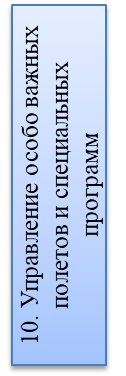 10. Управление особо важных
полетов и специальных
программ